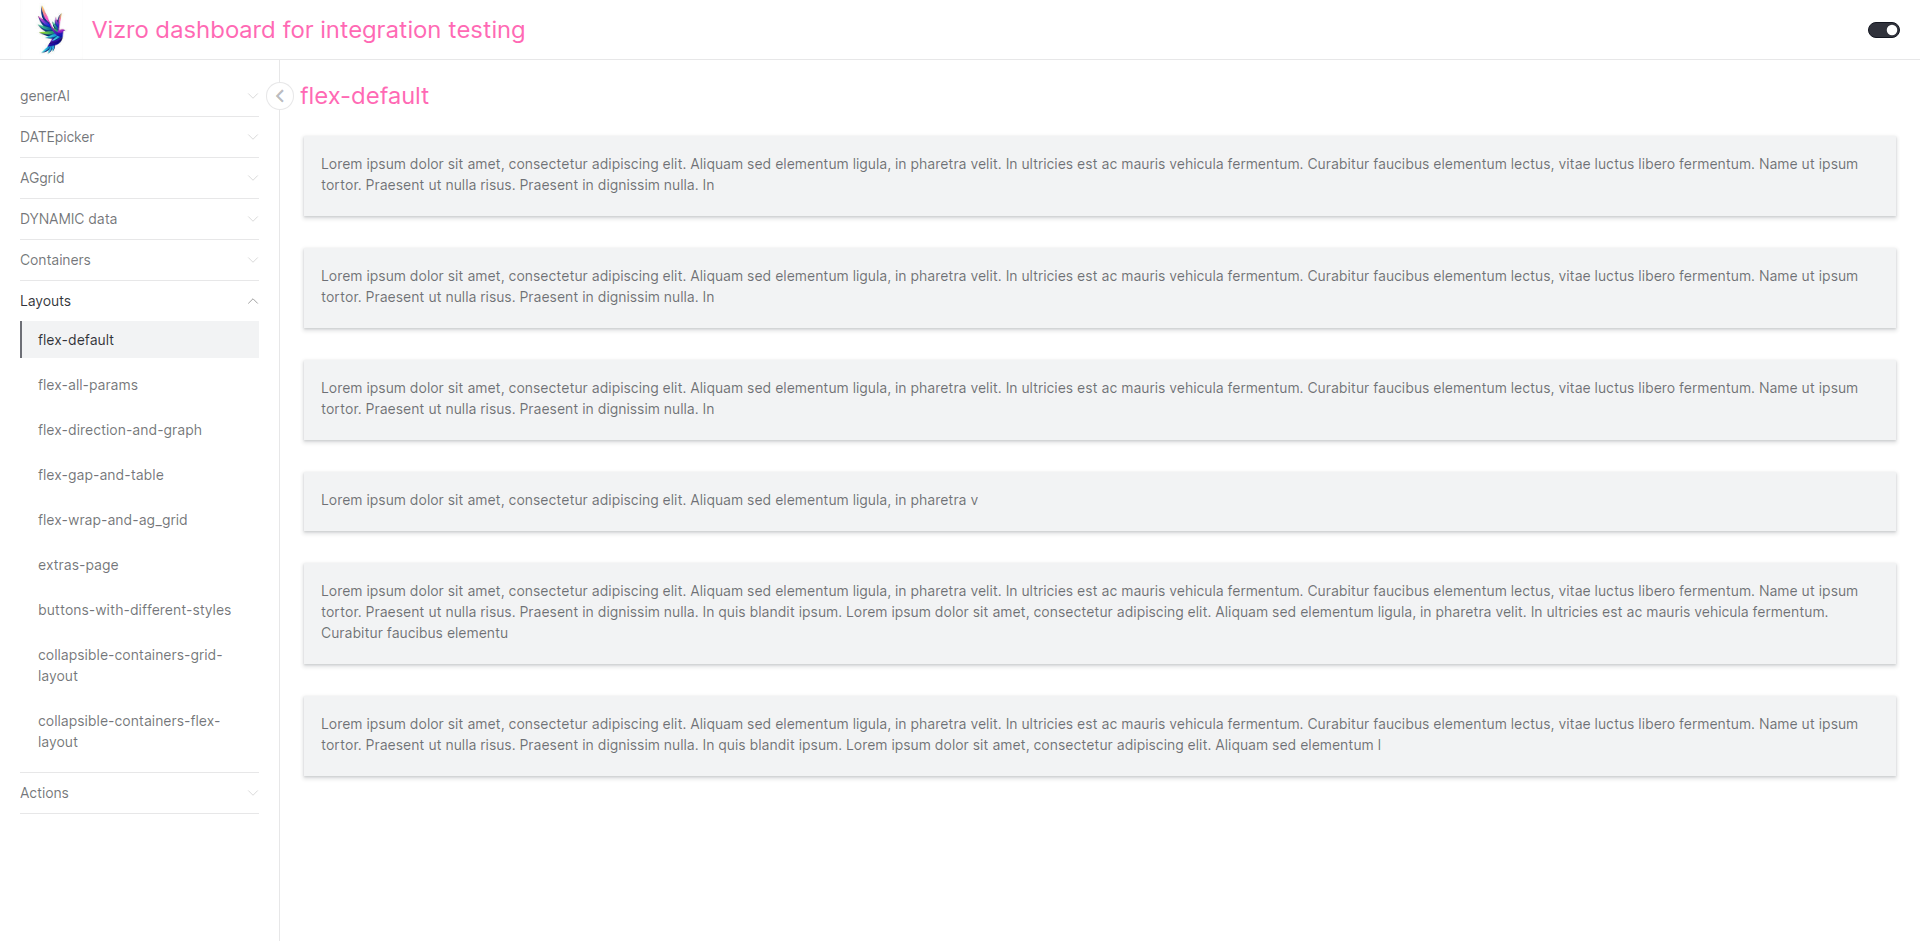 Vizro dashboard for integration testing
generAI
DATEpicker
AGgrid
DYNAMIC data
Containers
Layouts
flex-default
flex-all-params
flex-direction-and-graph
flex-gap-and-table
flex-wrap-and-ag_grid
extras-page
buttons-with-different-styles
collapsible-containers-grid-
layout
collapsible-containers-flex-
layout
Actions
flex-default
Lorem ipsum dolor sit amet, consectetur adipiscing elit. Aliquam sed elementum ligula, in pharetra velit. In ultricies est ac mauris vehicula fermentum. Curabitur faucibus elementum lectus, vitae luctus libero fermentum. Name ut ipsum
tortor. Praesent ut nulla risus. Praesent in dignissim nulla. In
Lorem ipsum dolor sit amet, consectetur adipiscing elit. Aliquam sed elementum ligula, in pharetra velit. In ultricies est ac mauris vehicula fermentum. Curabitur faucibus elementum lectus, vitae luctus libero fermentum. Name ut ipsum
tortor. Praesent ut nulla risus. Praesent in dignissim nulla. In
Lorem ipsum dolor sit amet, consectetur adipiscing elit. Aliquam sed elementum ligula, in pharetra velit. In ultricies est ac mauris vehicula fermentum. Curabitur faucibus elementum lectus, vitae luctus libero fermentum. Name ut ipsum
tortor. Praesent ut nulla risus. Praesent in dignissim nulla. In
Lorem ipsum dolor sit amet, consectetur adipiscing elit. Aliquam sed elementum ligula, in pharetra v
Lorem ipsum dolor sit amet, consectetur adipiscing elit. Aliquam sed elementum ligula, in pharetra velit. In ultricies est ac mauris vehicula fermentum. Curabitur faucibus elementum lectus, vitae luctus libero fermentum. Name ut ipsum
tortor. Praesent ut nulla risus. Praesent in dignissim nulla. In quis blandit ipsum. Lorem ipsum dolor sit amet, consectetur adipiscing elit. Aliquam sed elementum ligula, in pharetra velit. In ultricies est ac mauris vehicula fermentum.
Curabitur faucibus elementu
Lorem ipsum dolor sit amet, consectetur adipiscing elit. Aliquam sed elementum ligula, in pharetra velit. In ultricies est ac mauris vehicula fermentum. Curabitur faucibus elementum lectus, vitae luctus libero fermentum. Name ut ipsum
tortor. Praesent ut nulla risus. Praesent in dignissim nulla. In quis blandit ipsum. Lorem ipsum dolor sit amet, consectetur adipiscing elit. Aliquam sed elementum l